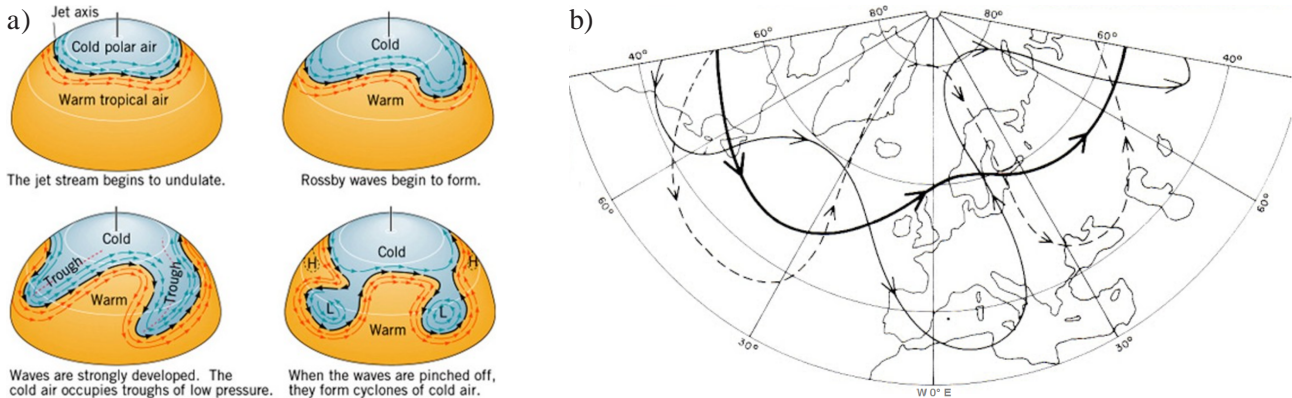 a)
Jet axis
Cold polar air
Warm tropical air
The jet stream begins to undulate.
Cold
Warm
Rossby waves begin to form.
Cold
Trough
Trough
Warm
Waves are strongly developed. The
cold air occupies troughs of low pressure.
H
Cold
H
L
L
Warm
When the waves are pinched off,
they form cyclones of cold air.
b)
80° 80°
60° 60°
40° 40°
60° 60°
30° 30°
W 0° E